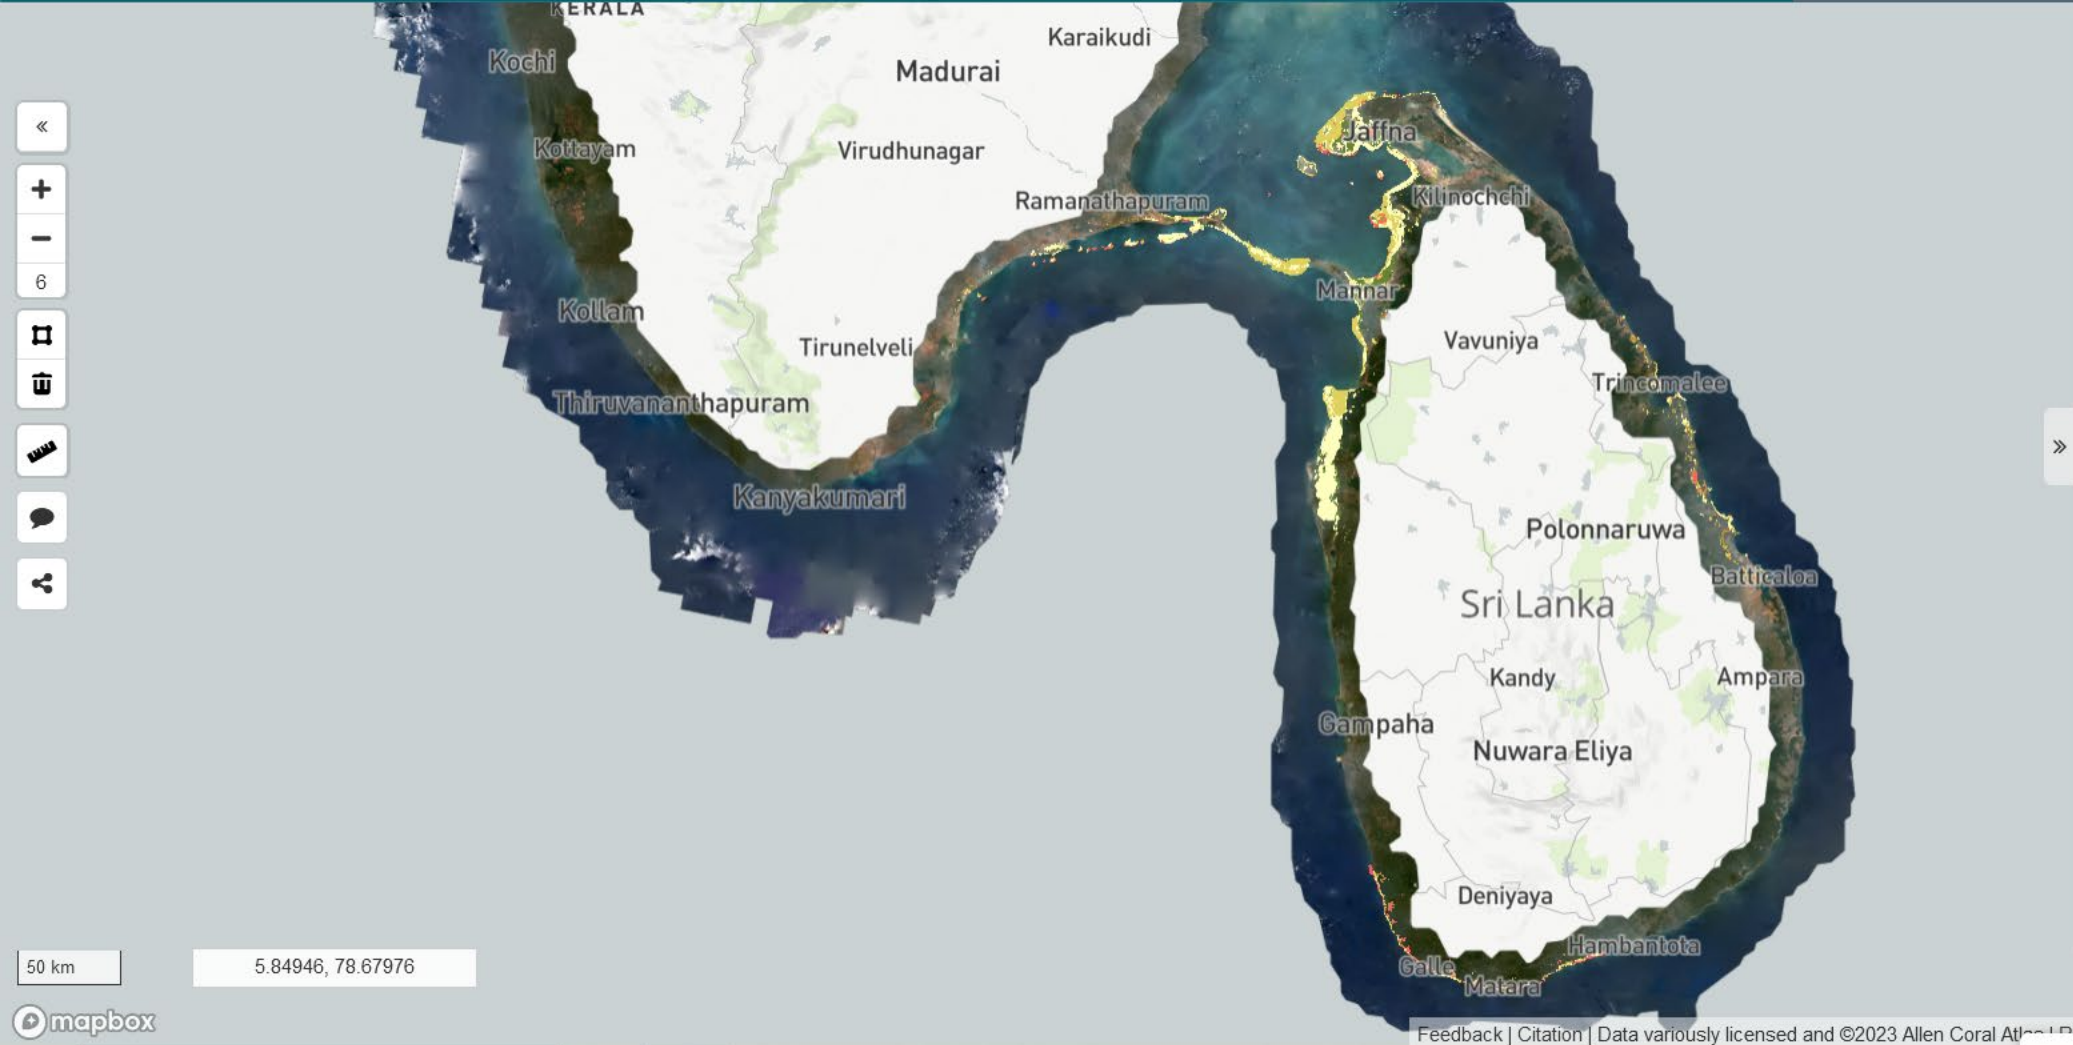 KERALA
Karaikudi
Kochi
Madurai
Jaffna
Kottayam
Virudhunagar
Ramanathapuram
Kilinochchi
6
Mannar
Kollam
Vavuniya
Tirunelveli
Trincomalee
Thiruvananthapuram
Kanyakumari
Polonnaruwa
Batticaloa
Sri Lanka
Kandy
Ampara
Gampaha
Nuwara Eliya
Deniyaya
Hambantota
50 km
5.84946, 78.67976
Galle
Matara
mapbox
Feedback | Citation | Data variously licensed and ©2023 Allen Coral